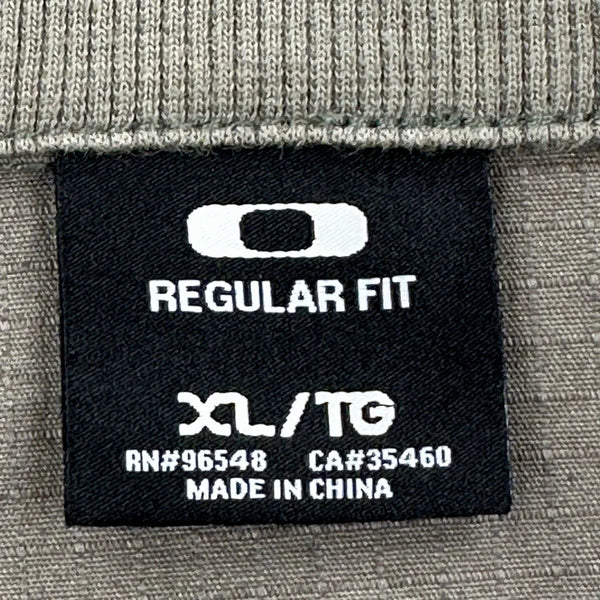 REGULAR FIT
XL/TG
RN#96548 CA#35460
MADE IN CHINA